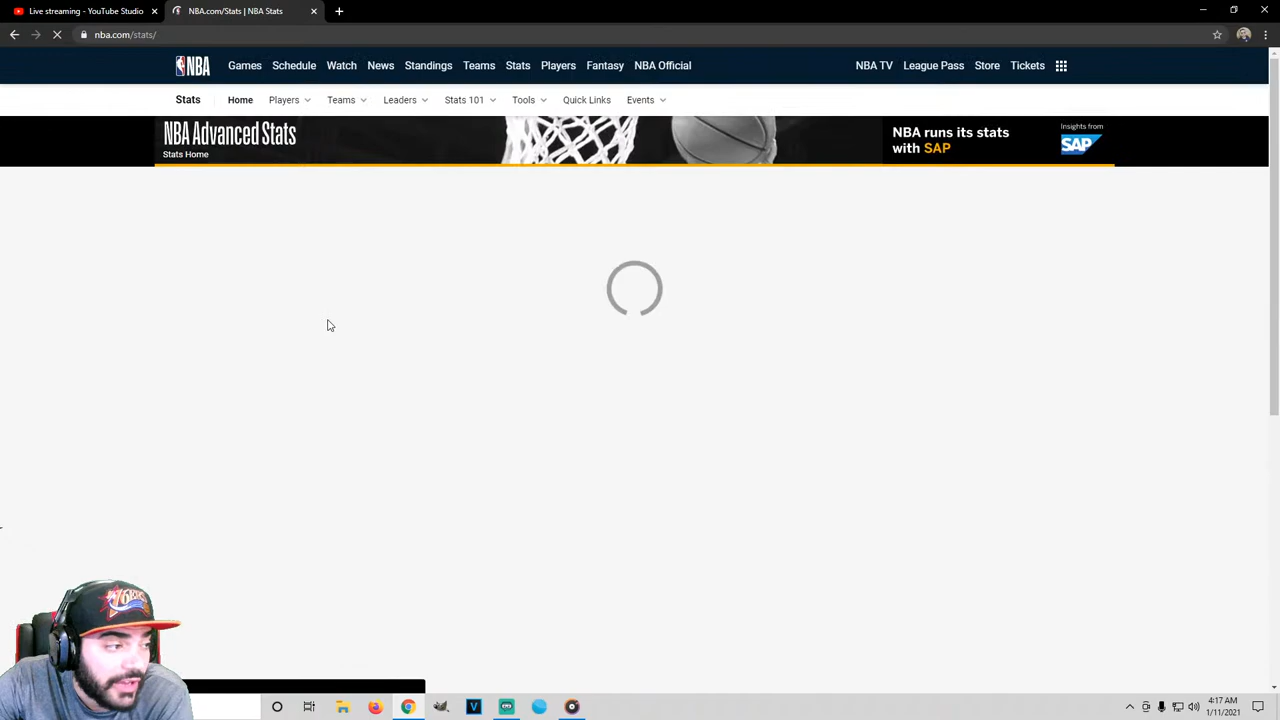 Live streaming - YouTube Studio
NBA.com/Stats | NBA Stats
nba.com/stats/
NBA Games Schedule Watch News Standings Teams Stats Players Fantasy NBA Official NBA TV League Pass Store Tickets
Stats Home Players Teams Leaders Stats 101 Tools Quick Links Events
NBA Advanced Stats
Stats Home
NBA runs its stats
with SAP
Insights from
SAP
4:17 AM
1/11/2021